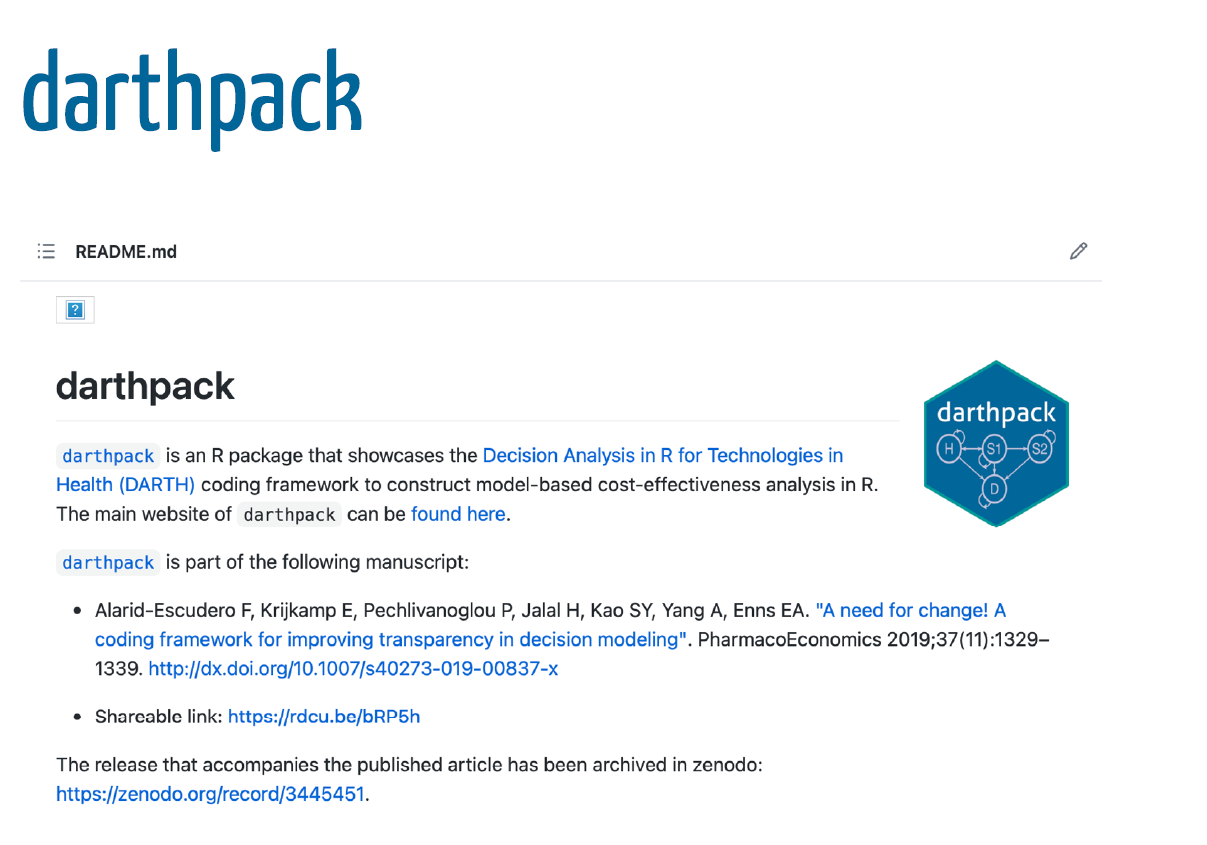 darthpack
README.md
?
darthpack
darthpack is an R package that showcases the Decision Analysis in R for Technologies in
Health (DARTH) coding framework to construct model-based cost-effectiveness analysis in R.
The main website of darthpack can be found here.
darthpack
H S1 S2
D
darthpack is part of the following manuscript:
• Alarid-Escudero F, Krijkamp E, Pechlivanoglou P, Jalal H, Kao SY, Yang A, Enns EA. "A need for change! A
coding framework for improving transparency in decision modeling". PharmacoEconomics 2019;37(11):1329–
1339. http://dx.doi.org/10.1007/s40273-019-00837-x
• Shareable link: https://rdcu.be/bRP5h
The release that accompanies the published article has been archived in zenodo:
https://zenodo.org/record/3445451.